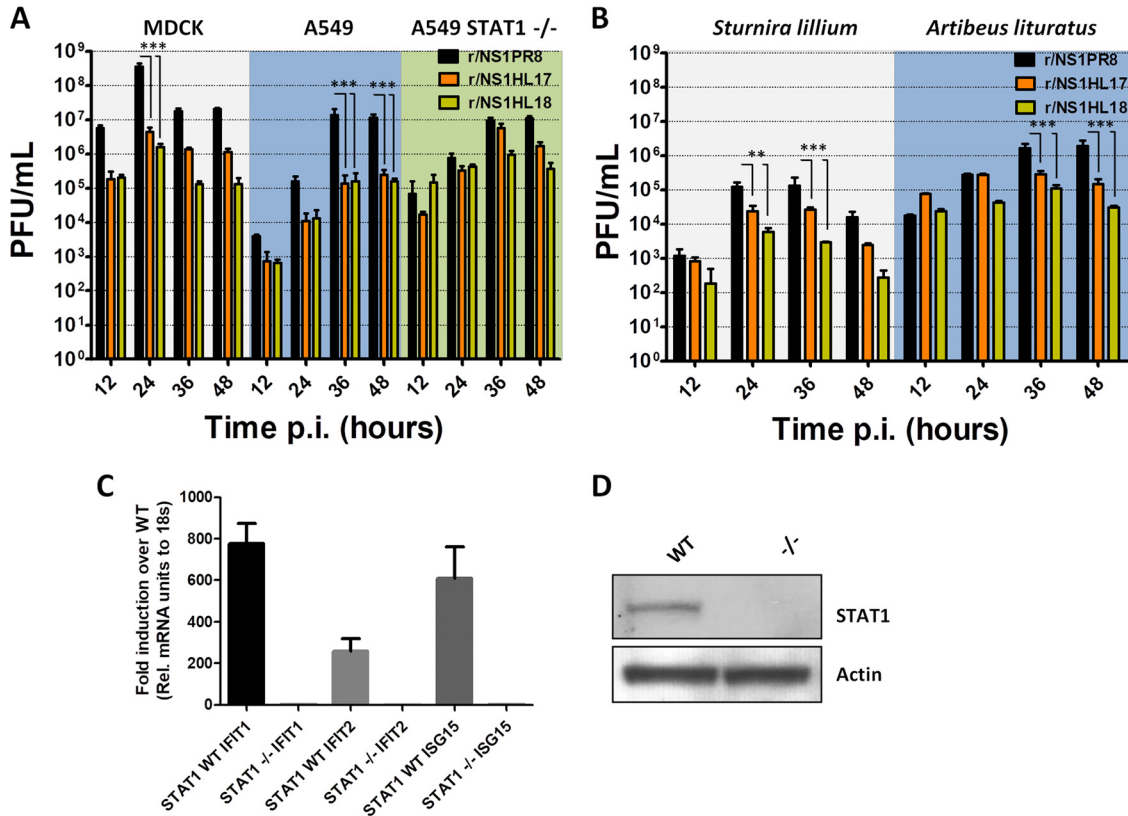 A
MDCK
A549
A549 STAT1 -/-
PFU/mL
10⁹
10⁸
10⁷
10⁶
10⁵
10⁴
10³
10²
10¹
10⁰
***
***
***
r/NS1PR8
r/NS1HL17
r/NS1HL18
12
24
36
48
12
24
36
48
12
24
36
48
Time p.i. (hours)
B
Sturnira lillium
Artibeus lituratus
PFU/mL
10⁹
10⁸
10⁷
10⁶
10⁵
10⁴
10³
10²
10¹
10⁰
**
***
***
***
r/NS1PR8
r/NS1HL17
r/NS1HL18
12
24
36
48
12
24
36
48
Time p.i. (hours)
C
Fold induction over WT
(Rel. mRNA units to 18s)
1000
800
600
400
200
0
STAT1 WT IFIT1
STAT1 -/- IFIT1
STAT1 WT IFIT2
STAT1 -/- IFIT2
STAT1 WT ISG15
STAT1 -/- ISG15
D
WT
-/-
STAT1
Actin